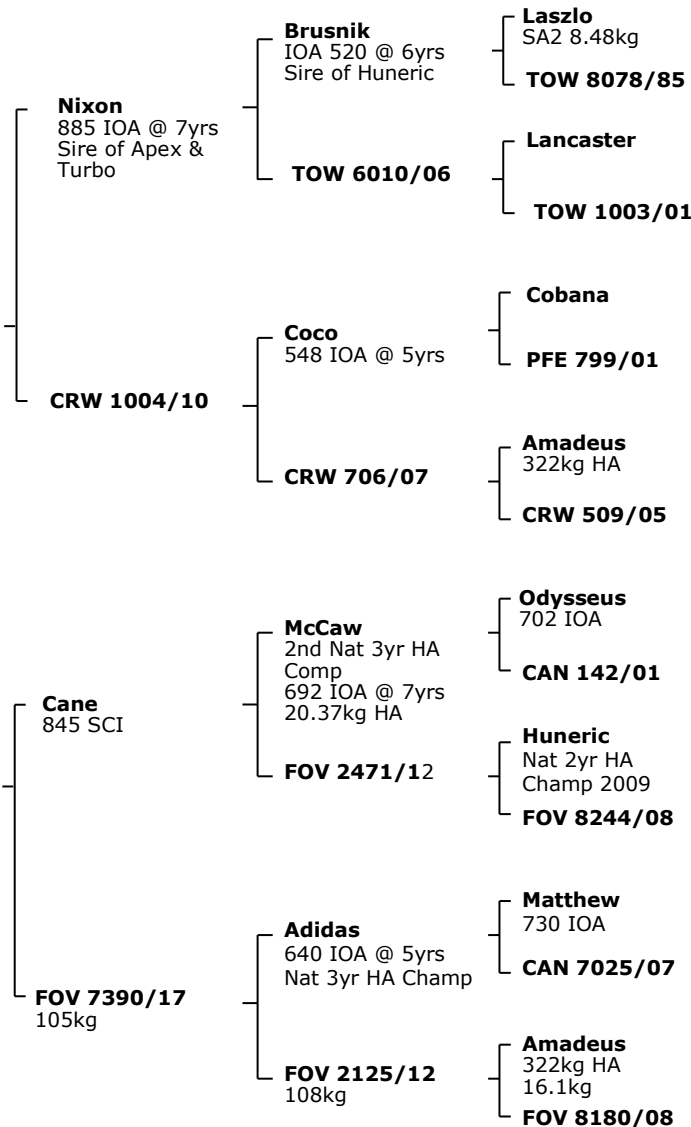 Brusnik
IOA 520 @ 6yrs
Sire of Huneric
Laszlo
SA2 8.48kg
TOW 8078/85
Nixon
885 IOA @ 7yrs
Sire of Apex &
Turbo
Lancaster
TOW 6010/06
TOW 1003/01
Cobana
Coco
548 IOA @ 5yrs
PFE 799/01
CRW 1004/10
Amadeus
322kg HA
CRW 706/07
CRW 509/05
Odysseus
702 IOA
McCaw
2nd Nat 3yr HA
Comp
692 IOA @ 7yrs
20.37kg HA
CAN 142/01
Cane
845 SCI
Huneric
Nat 2yr HA
Champ 2009
FOV 2471/12
FOV 8244/08
Matthew
730 IOA
Adidas
640 IOA @ 5yrs
Nat 3yr HA Champ
CAN 7025/07
FOV 7390/17
105kg
Amadeus
322kg HA
16.1kg
FOV 2125/12
108kg
FOV 8180/08